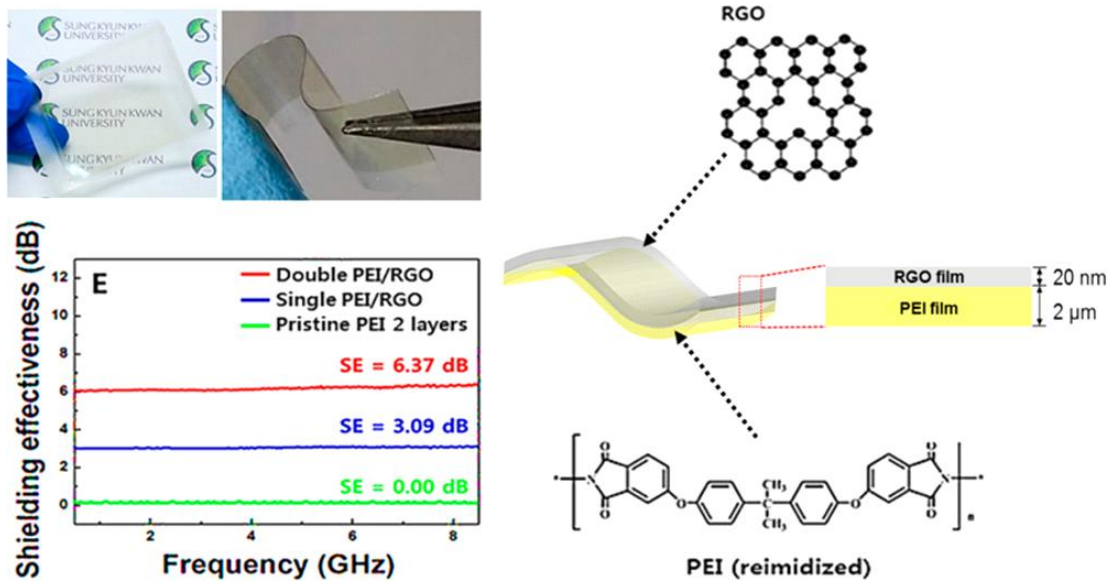 SUNGKYUNKWAN
UNIVERSITY
SUNGKYUNKWAN
UNIVERSITY
SUNGKYUNKWAN
UNIVERSITY
RGO
RGO film
20 nm
PEI film
2 μm
Shielding effectiveness (dB)
12
10
8
6
4
2
0
E
Double PEI/RGO
Single PEI/RGO
Pristine PEI 2 layers
SE = 6.37 dB
SE = 3.09 dB
SE = 0.00 dB
2
4
6
8
Frequency (GHz)
O
O
N
O
O
CH₃
CH₃
O
O
N
O
n
PEI (reimidized)